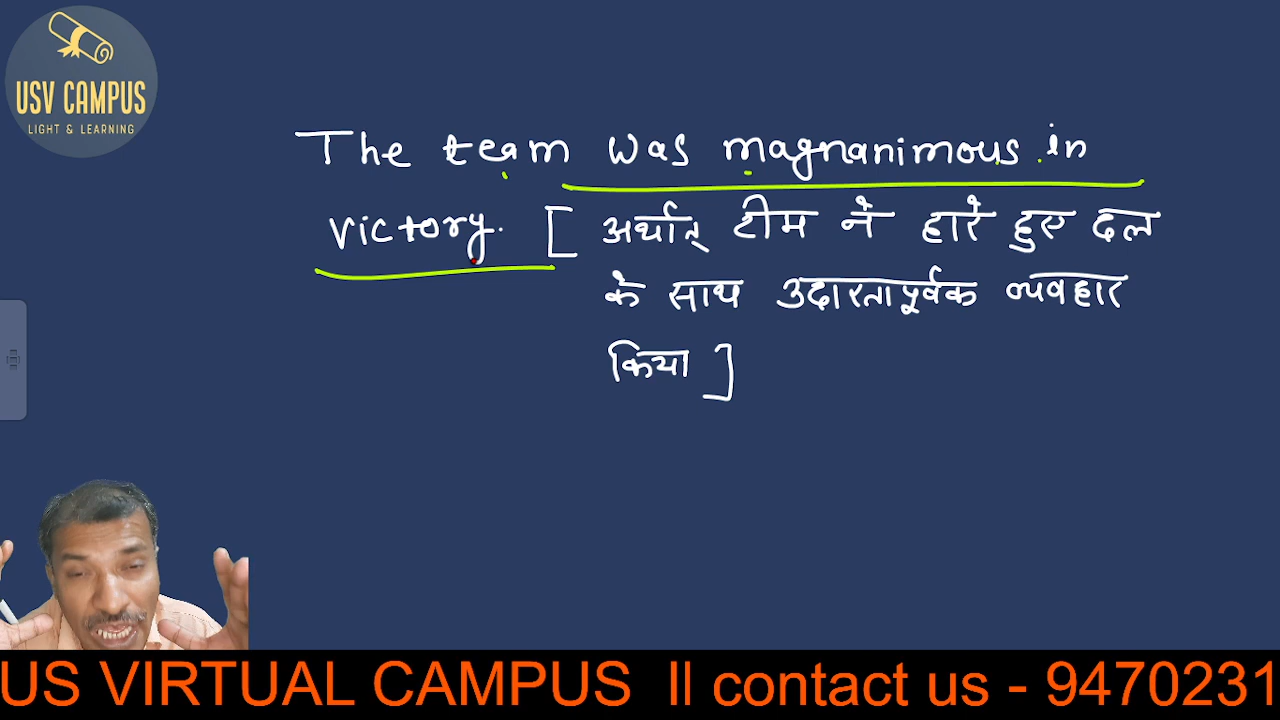 USV CAMPUS
LIGHT & LEARNING
The team was magnanimous in
victory. [ अर्थात् टीम ने हारे हुए दल
के साथ उदारतापूर्वक व्यवहार
किया ]
US VIRTUAL CAMPUS ll contact us - 9470231